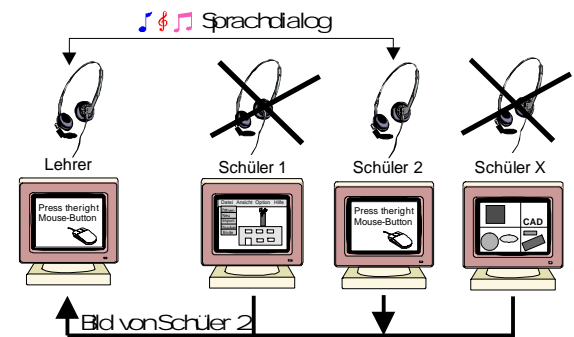 Sprachdialog
Lehrer
Schüler 1
Schüler 2
Schüler X
Press theright
Mouse-Button
Datei Ansicht Option Hilfe
Neu
Press theright
Mouse-Button
CAD
Bild von Schüler 2